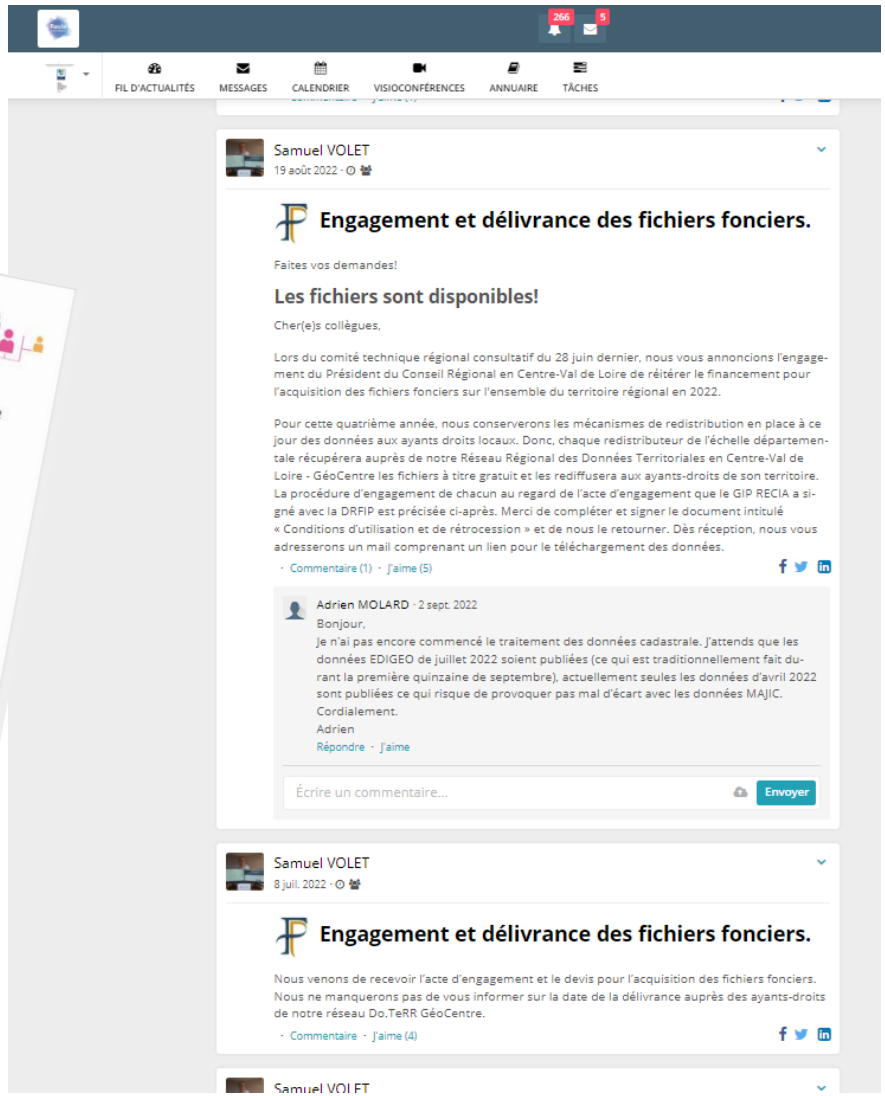 266
5
FIL D'ACTUALITÉS
MESSAGES
CALENDRIER
VISIOCONFÉRENCES
ANNUAIRE
TÂCHES
Samuel VOLET
19 août 2022 ·
Engagement et délivrance des fichiers fonciers.
Faites vos demandes!
Les fichiers sont disponibles!
Cher(e)s collègues,
Lors du comité technique régional consultatif du 28 juin dernier, nous vous annoncions l'engage-
ment du Président du Conseil Régional en Centre-Val de Loire de réitérer le financement pour
l'acquisition des fichiers fonciers sur l'ensemble du territoire régional en 2022.
Pour cette quatrième année, nous conserverons les mécanismes de redistribution en place à ce
jour des données aux ayants droits locaux. Donc, chaque redistributeur de l'échelle départemen-
tale récupérera auprès de notre Réseau Régional des Données Territoriales en Centre-Val de
Loire - GéoCentre les fichiers à titre gratuit et les rediffusera aux ayants-droits de son territoire.
La procédure d'engagement de chacun au regard de l'acte d'engagement que le GIP RECIA a si-
gné avec la DRFIP est précisée ci-après. Merci de compléter et signer le document intitulé
« Conditions d'utilisation et de rétrocession » et de nous le retourner. Dès réception, nous vous
adresserons un mail comprenant un lien pour le téléchargement des données.
· Commentaire (1) · J'aime (5)
Adrien MOLARD · 2 sept. 2022
Bonjour,
Je n'ai pas encore commencé le traitement des données cadastrale. J'attends que les
données EDIGEO de juillet 2022 soient publiées (ce qui est traditionnellement fait du-
rant la première quinzaine de septembre), actuellement seules les données d'avril 2022
sont publiées ce qui risque de provoquer pas mal d'écart avec les données MAJIC.
Cordialement.
Adrien
Répondre · J'aime
Écrire un commentaire...
Envoyer
Samuel VOLET
8 juil. 2022 ·
Engagement et délivrance des fichiers fonciers.
Nous venons de recevoir l'acte d'engagement et le devis pour l'acquisition des fichiers fonciers.
Nous ne manquerons pas de vous informer sur la date de la délivrance auprès des ayants-droits
de notre réseau Do.TeRR GéoCentre.
· Commentaire · J'aime (4)
Samuel VOLET